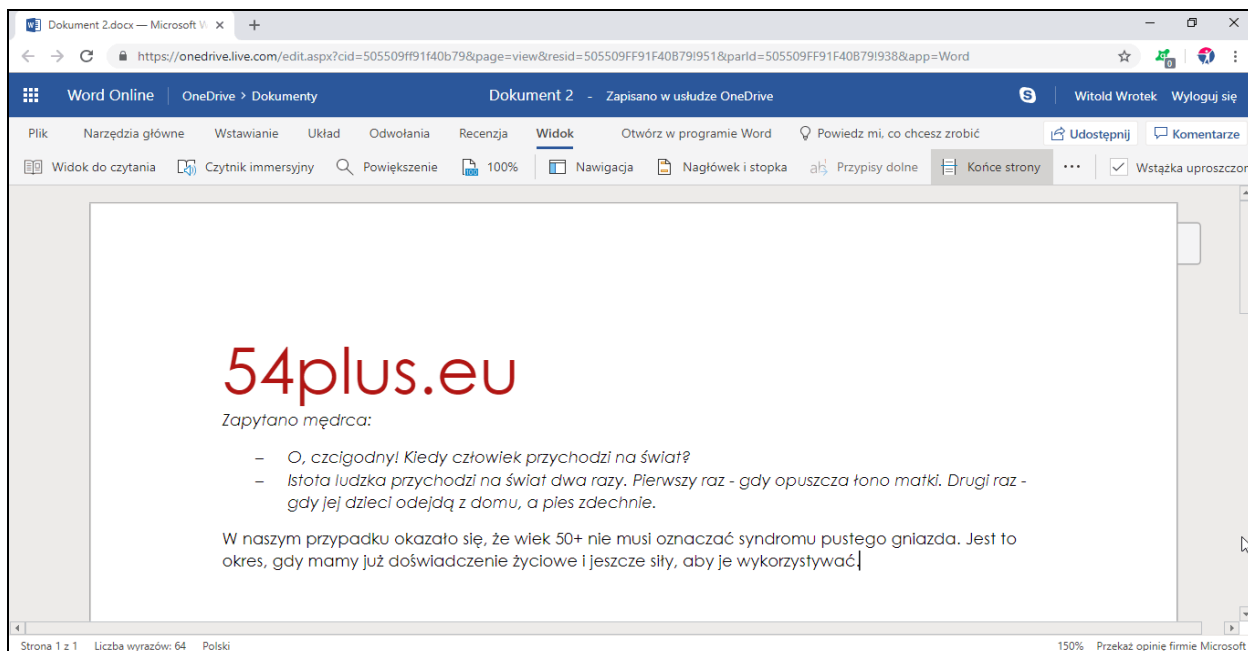 Dokument 2.docx — Microsoft
https://onedrive.live.com/edit.aspx?cid=505509ff91f40b79&page=view&resid=505509FF91F40B79!951&parId=505509FF91F40B79!938&app=Word
0
Word Online OneDrive > Dokumenty Dokument 2 - Zapisano w usłudze OneDrive Witold Wrotek Wyloguj się
Plik Narzędzia główne Wstawianie Układ Odwołania Recenzja Widok Otwórz w programie Word Powiedz mi, co chcesz zrobić Udostępnij Komentarze
Widok do czytania Czytnik immersyjny Powiększenie 100% Nawigacja Nagłówek i stopka Przypisy dolne Końce strony ... Wstążka uproszczon
54plus.eu
Zapytano mędrca:
– O, czcigodny! Kiedy człowiek przychodzi na świat?
– Istota ludzka przychodzi na świat dwa razy. Pierwszy raz - gdy opuszcza łono matki. Drugi raz -
gdy jej dzieci odejdą z domu, a pies zdechnie.
W naszym przypadku okazało się, że wiek 50+ nie musi oznaczać syndromu pustego gniazda. Jest to
okres, gdy mamy już doświadczenie życiowe i jeszcze siły, aby je wykorzystywać.
Strona 1 z 1 Liczba wyrazów: 64 Polski 150% Przekaż opinię firmie Microsoft